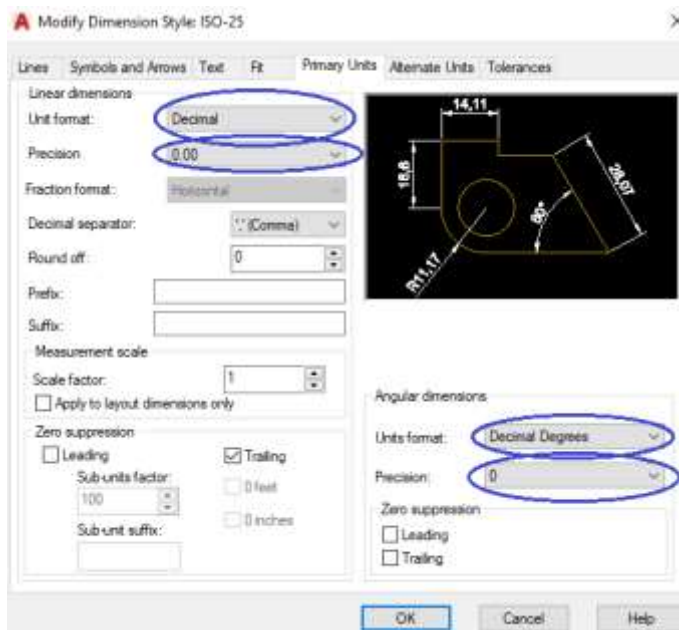 Modify Dimension Style: ISO-25
Lines Symbols and Arrows Text Fit Primary Units Alternate Units Tolerances
Linear dimensions
Unit format: Decimal
Precision 0.00
Fraction format: Horizontal
Decimal separator: ',' (Comma)
Round off: 0
Prefix:
Suffix:
Measurement scale
Scale factor: 1
Apply to layout dimensions only
Zero suppression
Leading
Trailing
Sub-units factor:
100
0 feet
0 inches
Sub-unit suffix:
14,11
16,6
28,07
60°
R11,17
Angular dimensions
Units format: Decimal Degrees
Precision: 0
Zero suppression
Leading
Trailing
OK Cancel Help